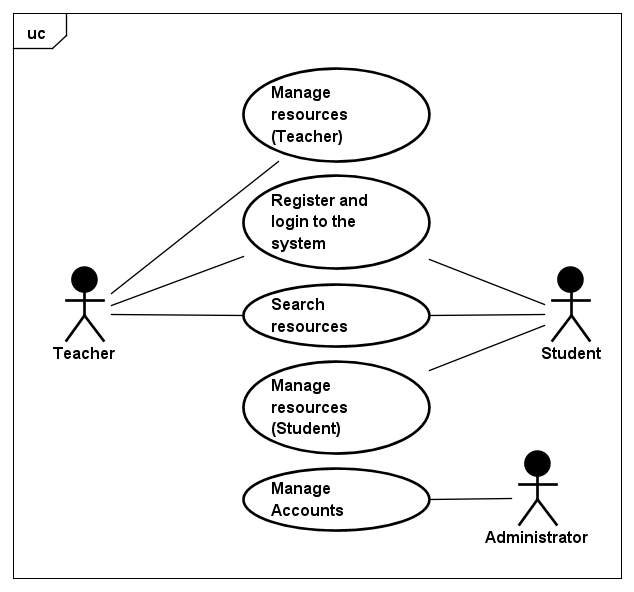 uc
Manage
resources
(Teacher)
Register and
login to the
system
Search
resources
Teacher
Student
Manage
resources
(Student)
Manage
Accounts
Administrator